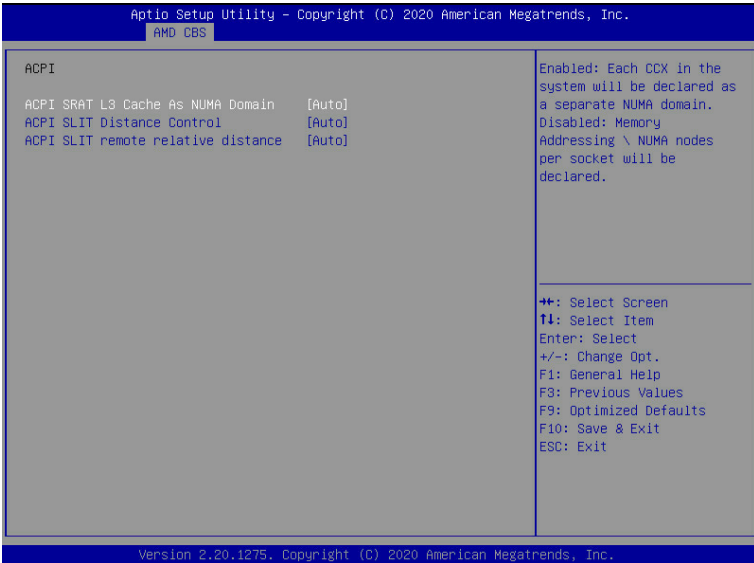 Aptio Setup Utility – Copyright (C) 2020 American Megatrends, Inc.
AMD CBS
ACPI
ACPI SRAT L3 Cache As NUMA Domain [Auto]
ACPI SLIT Distance Control [Auto]
ACPI SLIT remote relative distance [Auto]
Enabled: Each CCX in the
system will be declared as
a separate NUMA domain.
Disabled: Memory
Addressing \ NUMA nodes
per socket will be
declared.
→←: Select Screen
↑↓: Select Item
Enter: Select
+/-: Change Opt.
F1: General Help
F3: Previous Values
F9: Optimized Defaults
F10: Save & Exit
ESC: Exit
Version 2.20.1275. Copyright (C) 2020 American Megatrends, Inc.